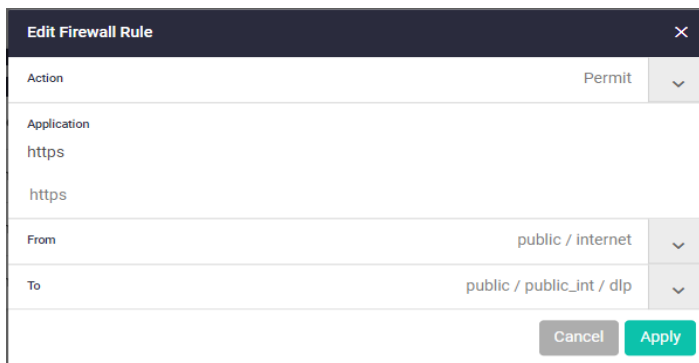 Edit Firewall Rule
Action Permit
Application
https
https
From public / internet
To public / public_int / dlp
Cancel Apply